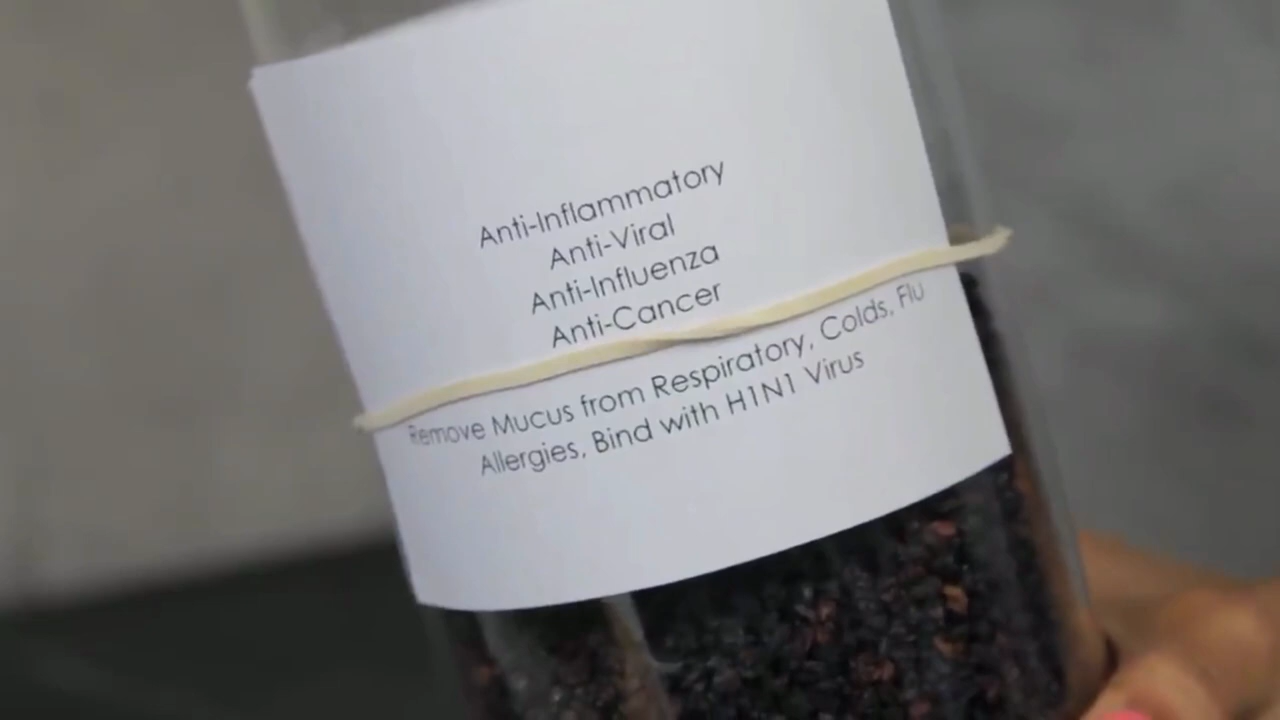 Anti-Inflammatory
Anti-Viral
Anti-Influenza
Anti-Cancer
Remove Mucus from Respiratory, Colds, Flu
Allergies, Bind with H1N1 Virus